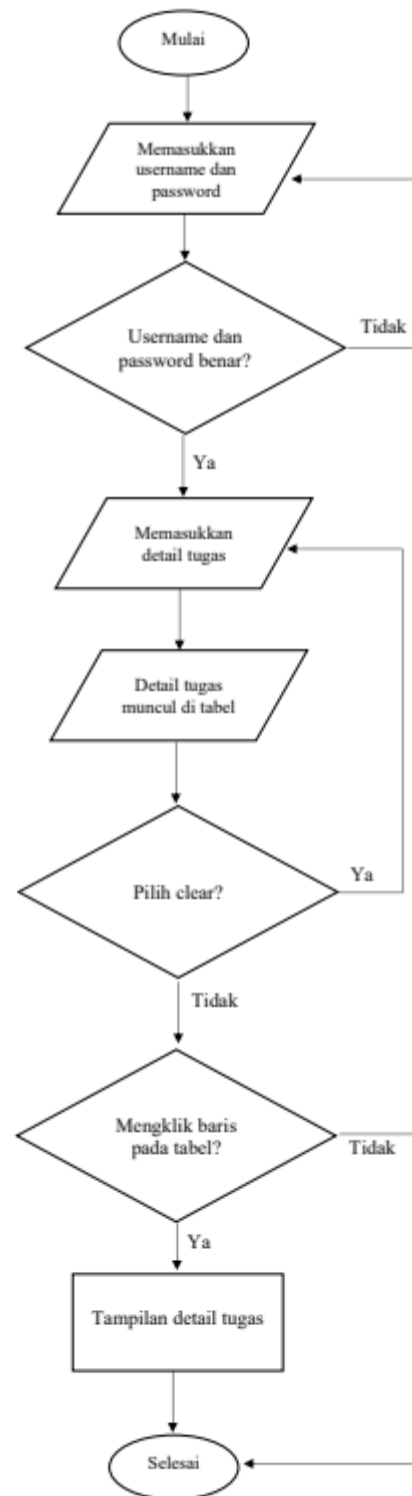 Mulai
Memasukkan
username dan
password
Username dan
password benar?
Tidak
Ya
Memasukkan
detail tugas
Detail tugas
muncul di tabel
Pilih clear?
Ya
Tidak
Mengklik baris
pada tabel?
Tidak
Ya
Tampilan detail tugas
Selesai